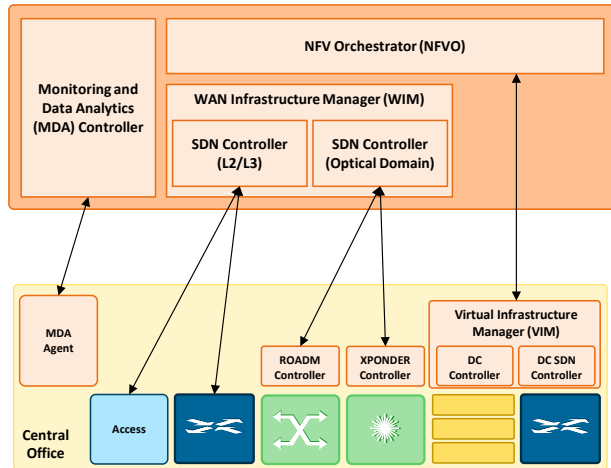 NFV Orchestrator (NFVO)
Monitoring and
Data Analytics
(MDA) Controller
WAN Infrastructure Manager (WIM)
SDN Controller
(L2/L3)
SDN Controller
(Optical Domain)
MDA
Agent
Virtual Infrastructure
Manager (VIM)
ROADM
Controller
XPONDER
Controller
DC
Controller
DC SDN
Controller
Access
Central
Office